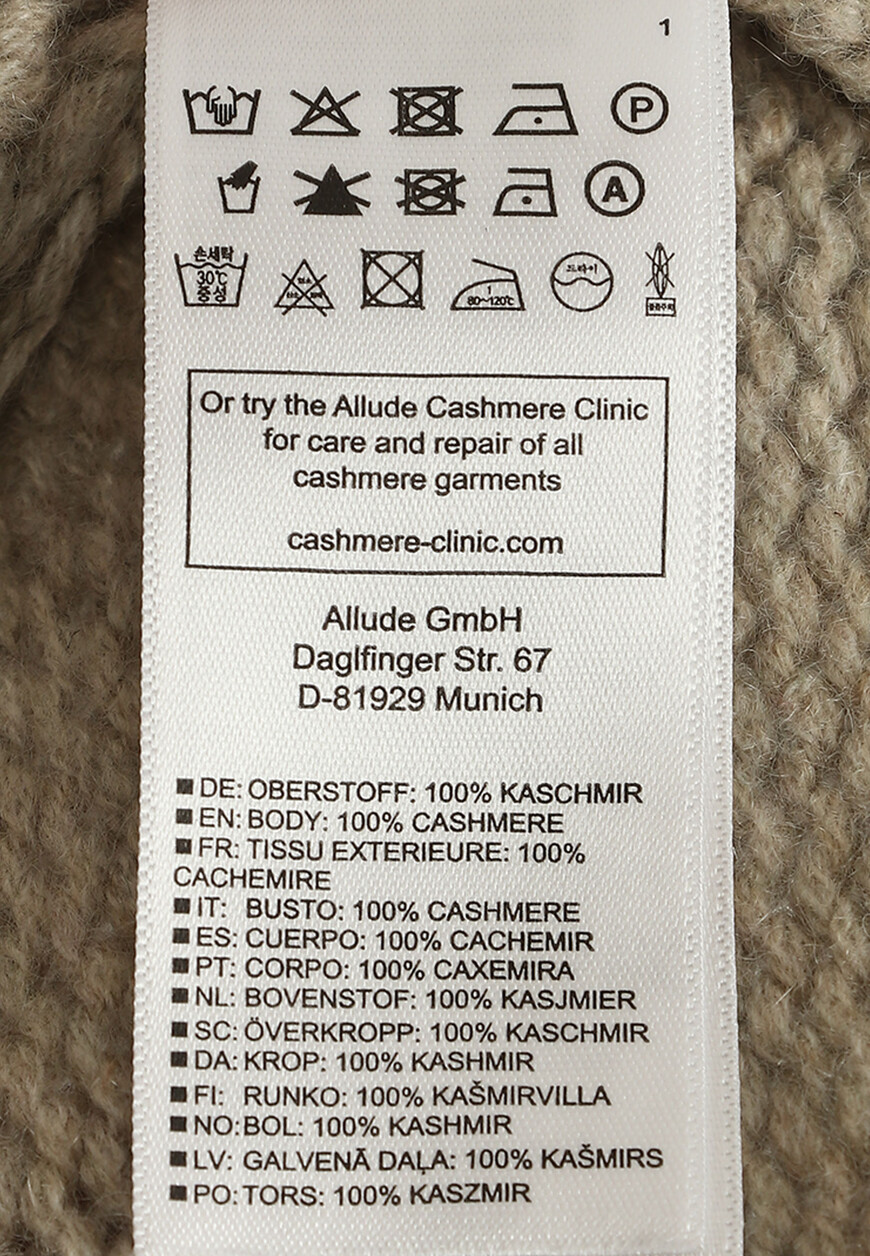 1
P
A
손세탁
30℃
중성
1
80~120℃
드라이
Or try the Allude Cashmere Clinic
for care and repair of all
cashmere garments
cashmere-clinic.com
Allude GmbH
Daglfinger Str. 67
D-81929 Munich
■ DE: OBERSTOFF: 100% KASCHMIR
■ EN: BODY: 100% CASHMERE
■ FR: TISSU EXTERIEURE: 100%
CACHEMIRE
■ IT: BUSTO: 100% CASHMERE
■ ES: CUERPO: 100% CACHEMIR
■ PT: CORPO: 100% CAXEMIRA
■ NL: BOVENSTOF: 100% KASJMIER
■ SC: ÖVERKROPP: 100% KASCHMIR
■ DA: KROP: 100% KASHMIR
■ FI: RUNKO: 100% KAŠMIRVILLA
■ NO: BOL: 100% KASHMIR
■ LV: GALVENĀ DAĻA: 100% KAŠMIRS
■ PO: TORS: 100% KASZMIR